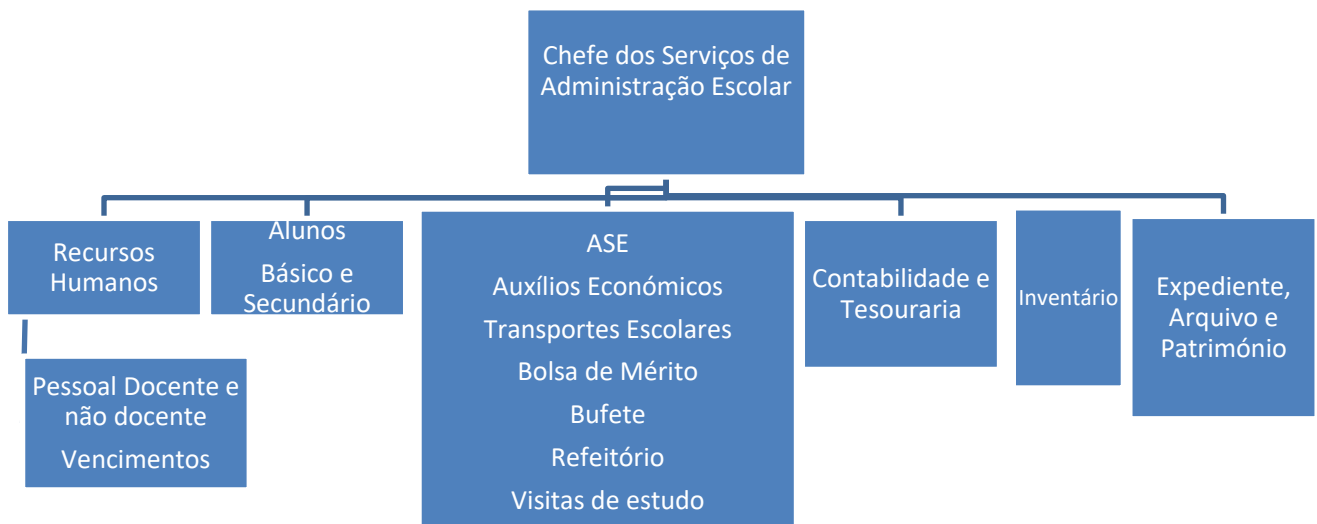 Chefe dos Serviços de
Administração Escolar
Recursos
Humanos
Alunos
Básico e
Secundário
ASE
Auxílios Económicos
Transportes Escolares
Bolsa de Mérito
Bufete
Refeitório
Visitas de estudo
Contabilidade e
Tesouraria
Inventário
Expediente,
Arquivo e
Património
Pessoal Docente e
não docente
Vencimentos